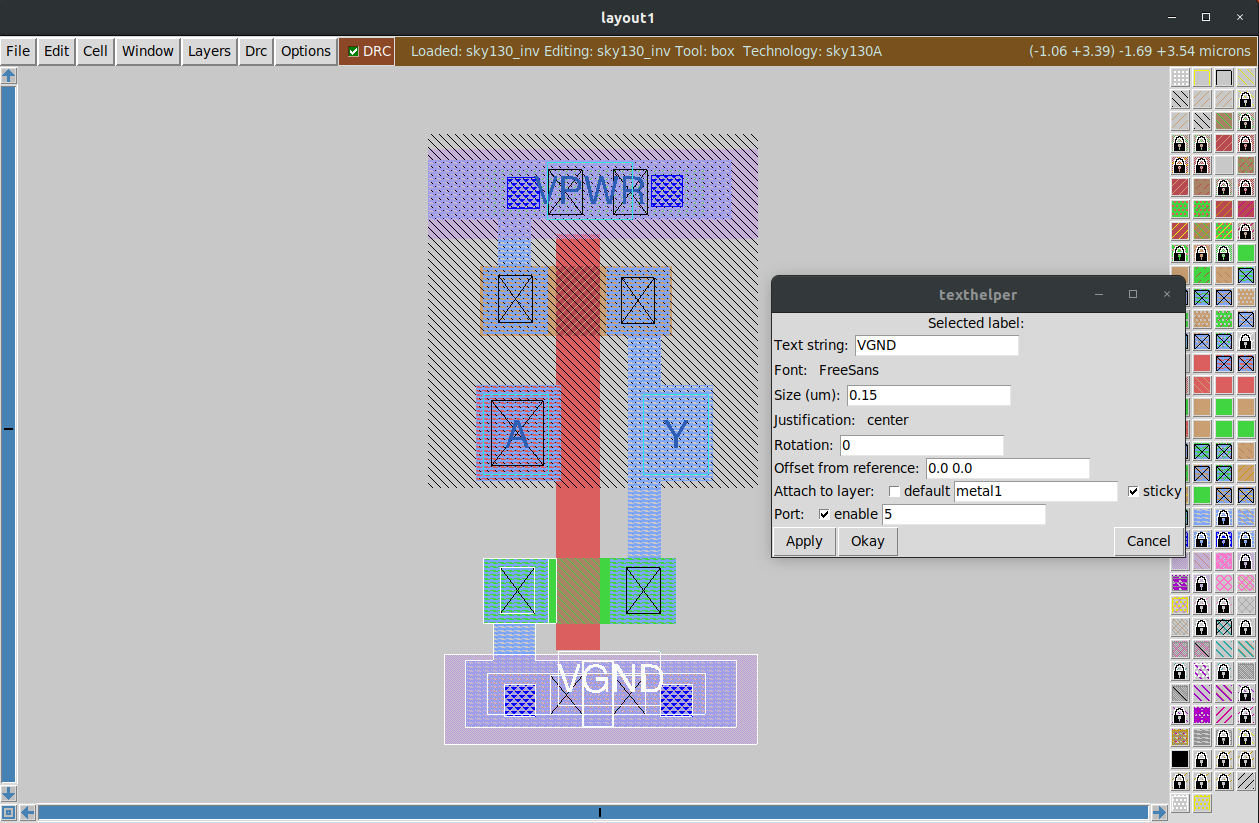 layout1
File Edit Cell Window Layers Drc Options DRC Loaded: sky130_inv Editing: sky130_inv Tool: box Technology: sky130A (-1.06 +3.39) -1.69 +3.54 microns
VPWR
A
Y
VGND
texthelper
Selected label:
Text string: VGND
Font: FreeSans
Size (um): 0.15
Justification: center
Rotation: 0
Offset from reference: 0.0 0.0
Attach to layer: default metal1 sticky
Port: enable 5
Apply Okay Cancel